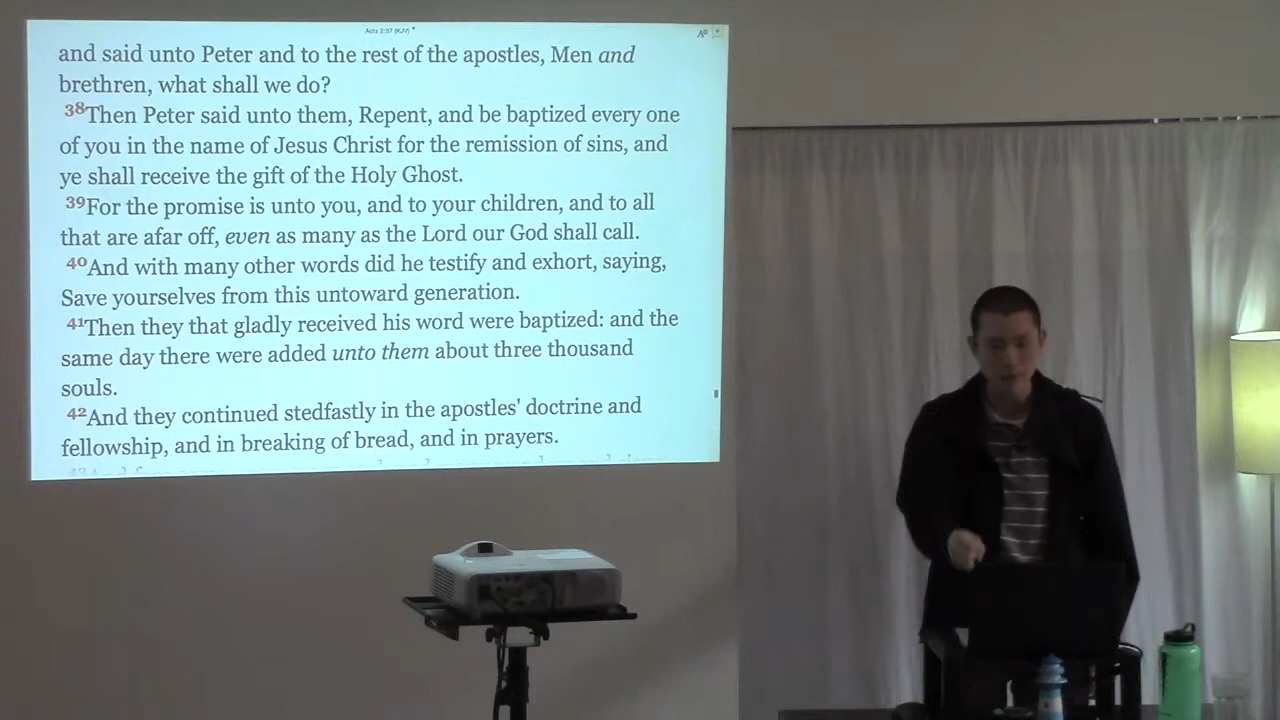 Acts 2:37 (KJV)
and said unto Peter and to the rest of the apostles, Men and
brethren, what shall we do?
38Then Peter said unto them, Repent, and be baptized every one
of you in the name of Jesus Christ for the remission of sins, and
ye shall receive the gift of the Holy Ghost.
39For the promise is unto you, and to your children, and to all
that are afar off, even as many as the Lord our God shall call.
40And with many other words did he testify and exhort, saying,
Save yourselves from this untoward generation.
41Then they that gladly received his word were baptized: and the
same day there were added unto them about three thousand
souls.
42And they continued stedfastly in the apostles' doctrine and
fellowship, and in breaking of bread, and in prayers.